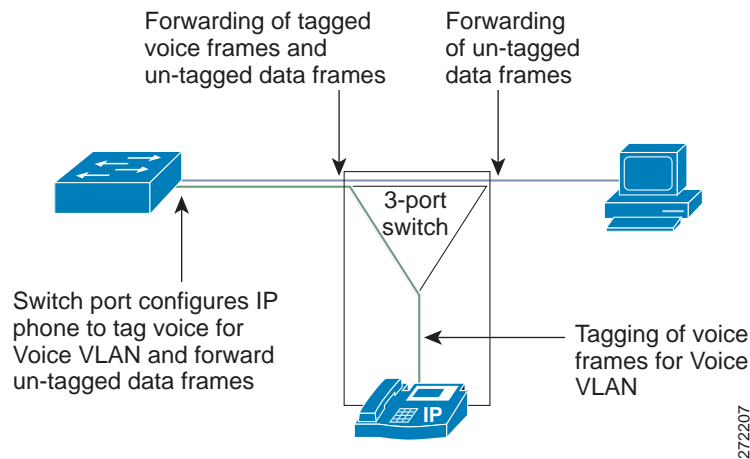 Forwarding of tagged
voice frames and
un-tagged data frames
Forwarding
of un-tagged
data frames
3-port
switch
Switch port configures IP
phone to tag voice for
Voice VLAN and forward
un-tagged data frames
Tagging of voice
frames for Voice
VLAN
IP
272207